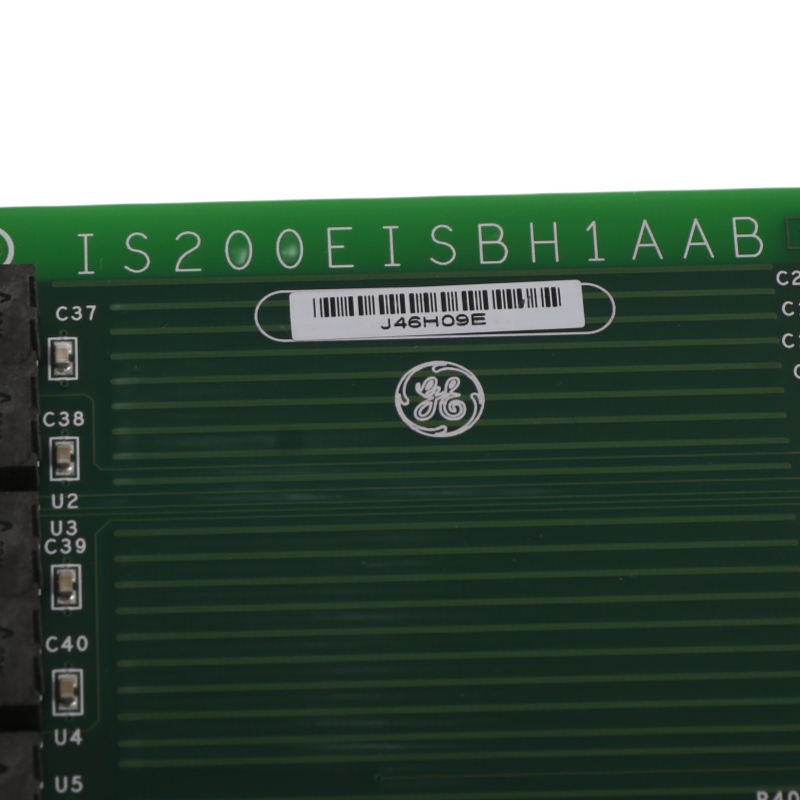 IS200EISBH1AAB
J46H09E
GE
C37
C38
U2
U3
C39
C40
U4
U5